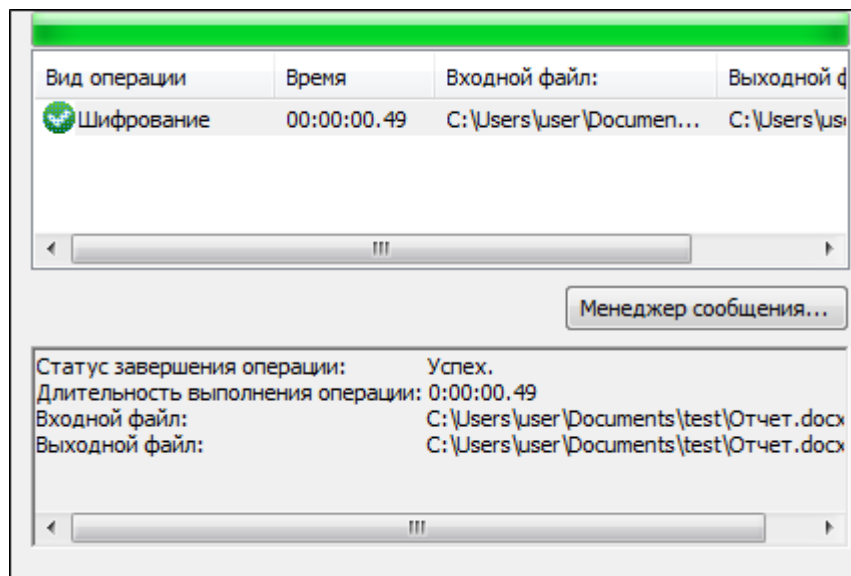 Вид операции Время Входной файл: Выходной ф
Шифрование 00:00:00.49 C:\Users\user\Documen... C:\Users\us
Менеджер сообщения...
Статус завершения операции: Успех.
Длительность выполнения операции: 0:00:00.49
Входной файл: C:\Users\user\Documents\test\Отчет.docx
Выходной файл: C:\Users\user\Documents\test\Отчет.docx